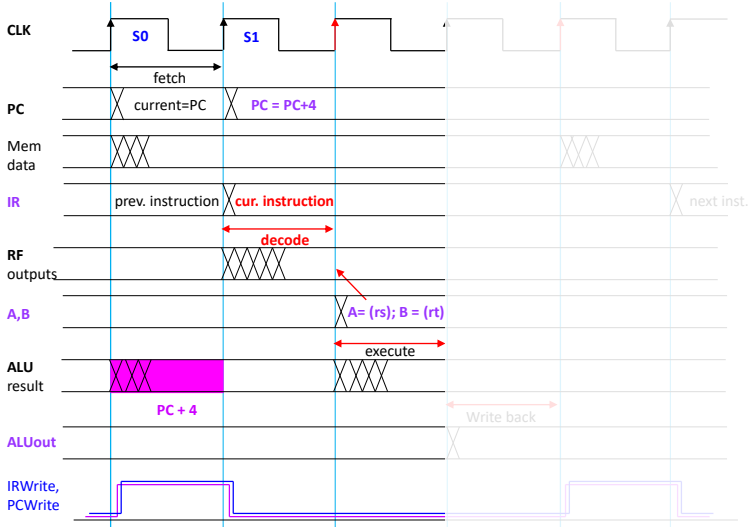 CLK
S0
S1
fetch
PC
current=PC
PC = PC+4
Mem
data
IR
prev. instruction
cur. instruction
next inst.
decode
RF
outputs
A,B
A= (rs); B = (rt)
execute
ALU
result
PC + 4
Write back
ALUout
IRWrite,
PCWrite